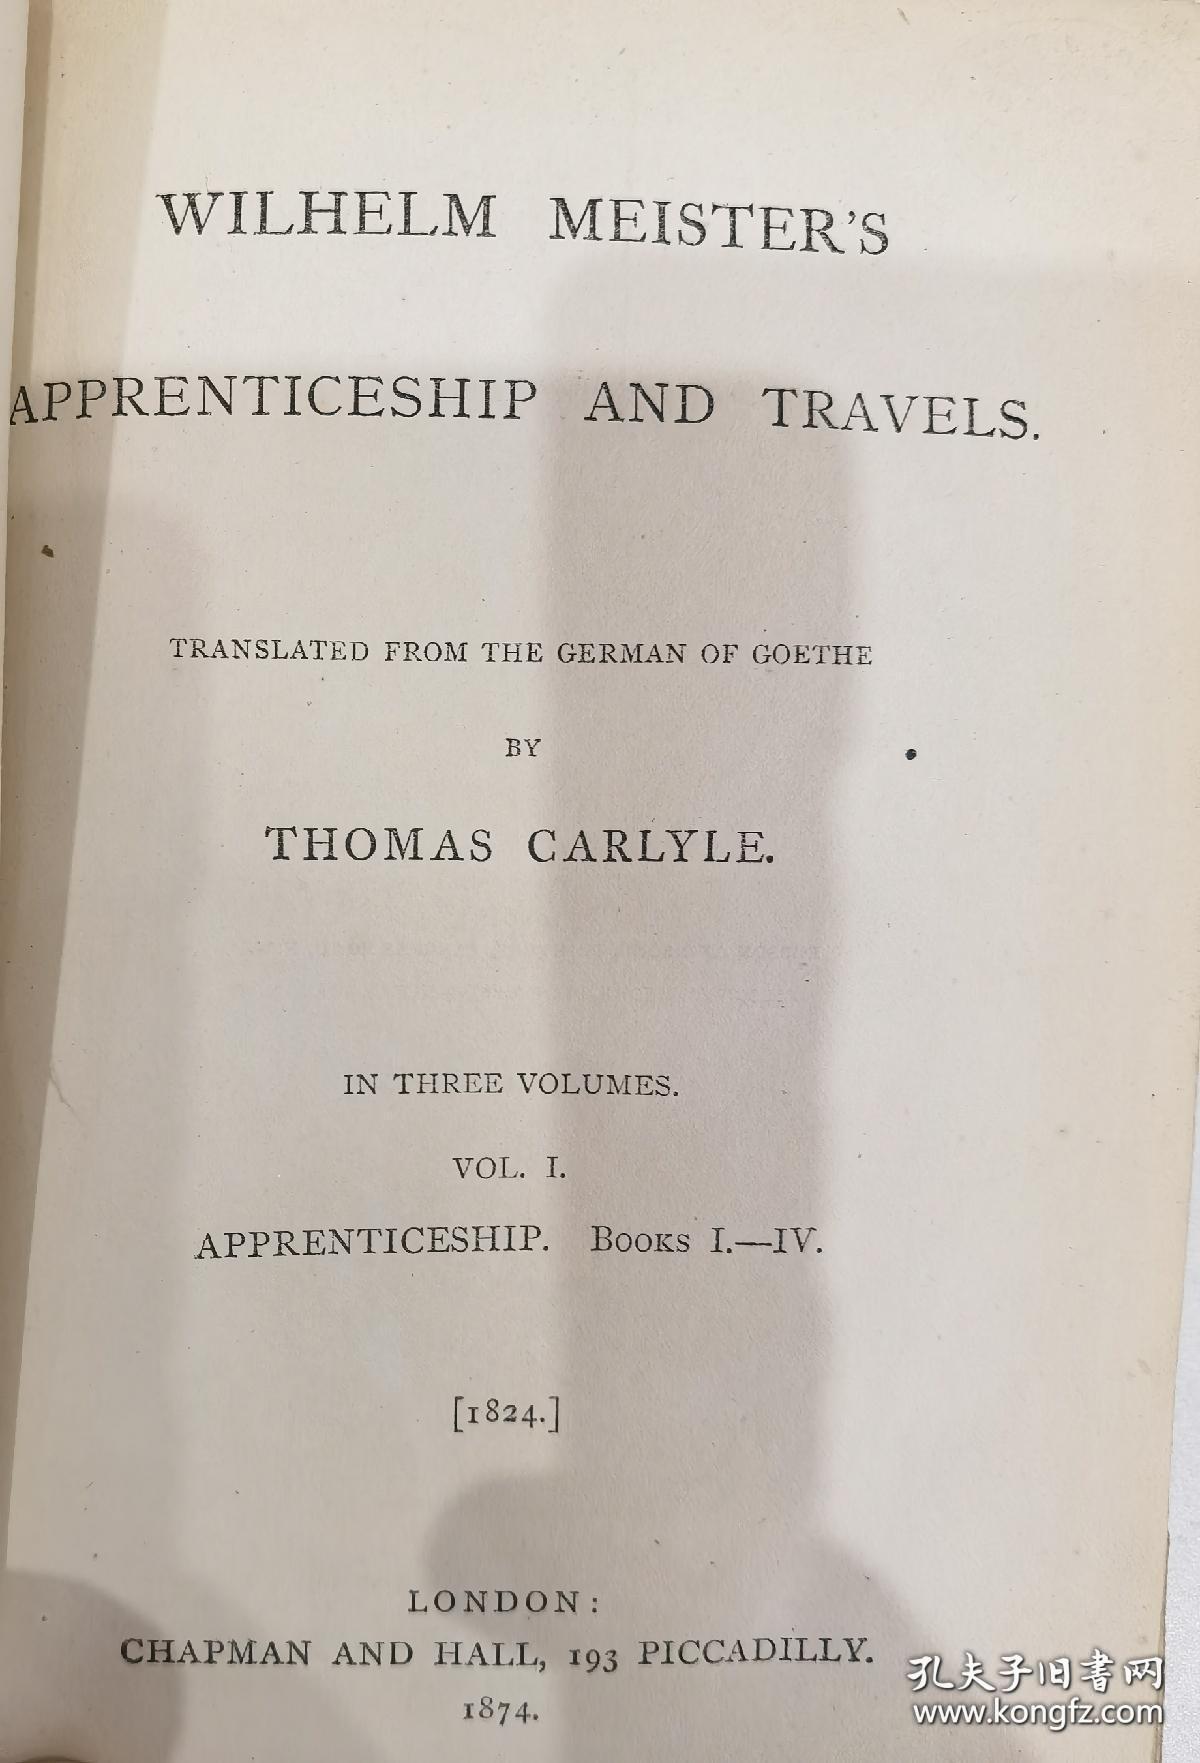 WILHELM MEISTER'S
APPRENTICESHIP AND TRAVELS.
TRANSLATED FROM THE GERMAN OF GOETHE
BY
THOMAS CARLYLE.
IN THREE VOLUMES.
VOL. I.
APPRENTICESHIP. BOOKS I.—IV.
[1824.]
LONDON:
CHAPMAN AND HALL, 193 PICCADILLY.
1874.
孔夫子旧书网
www.kongfz.com